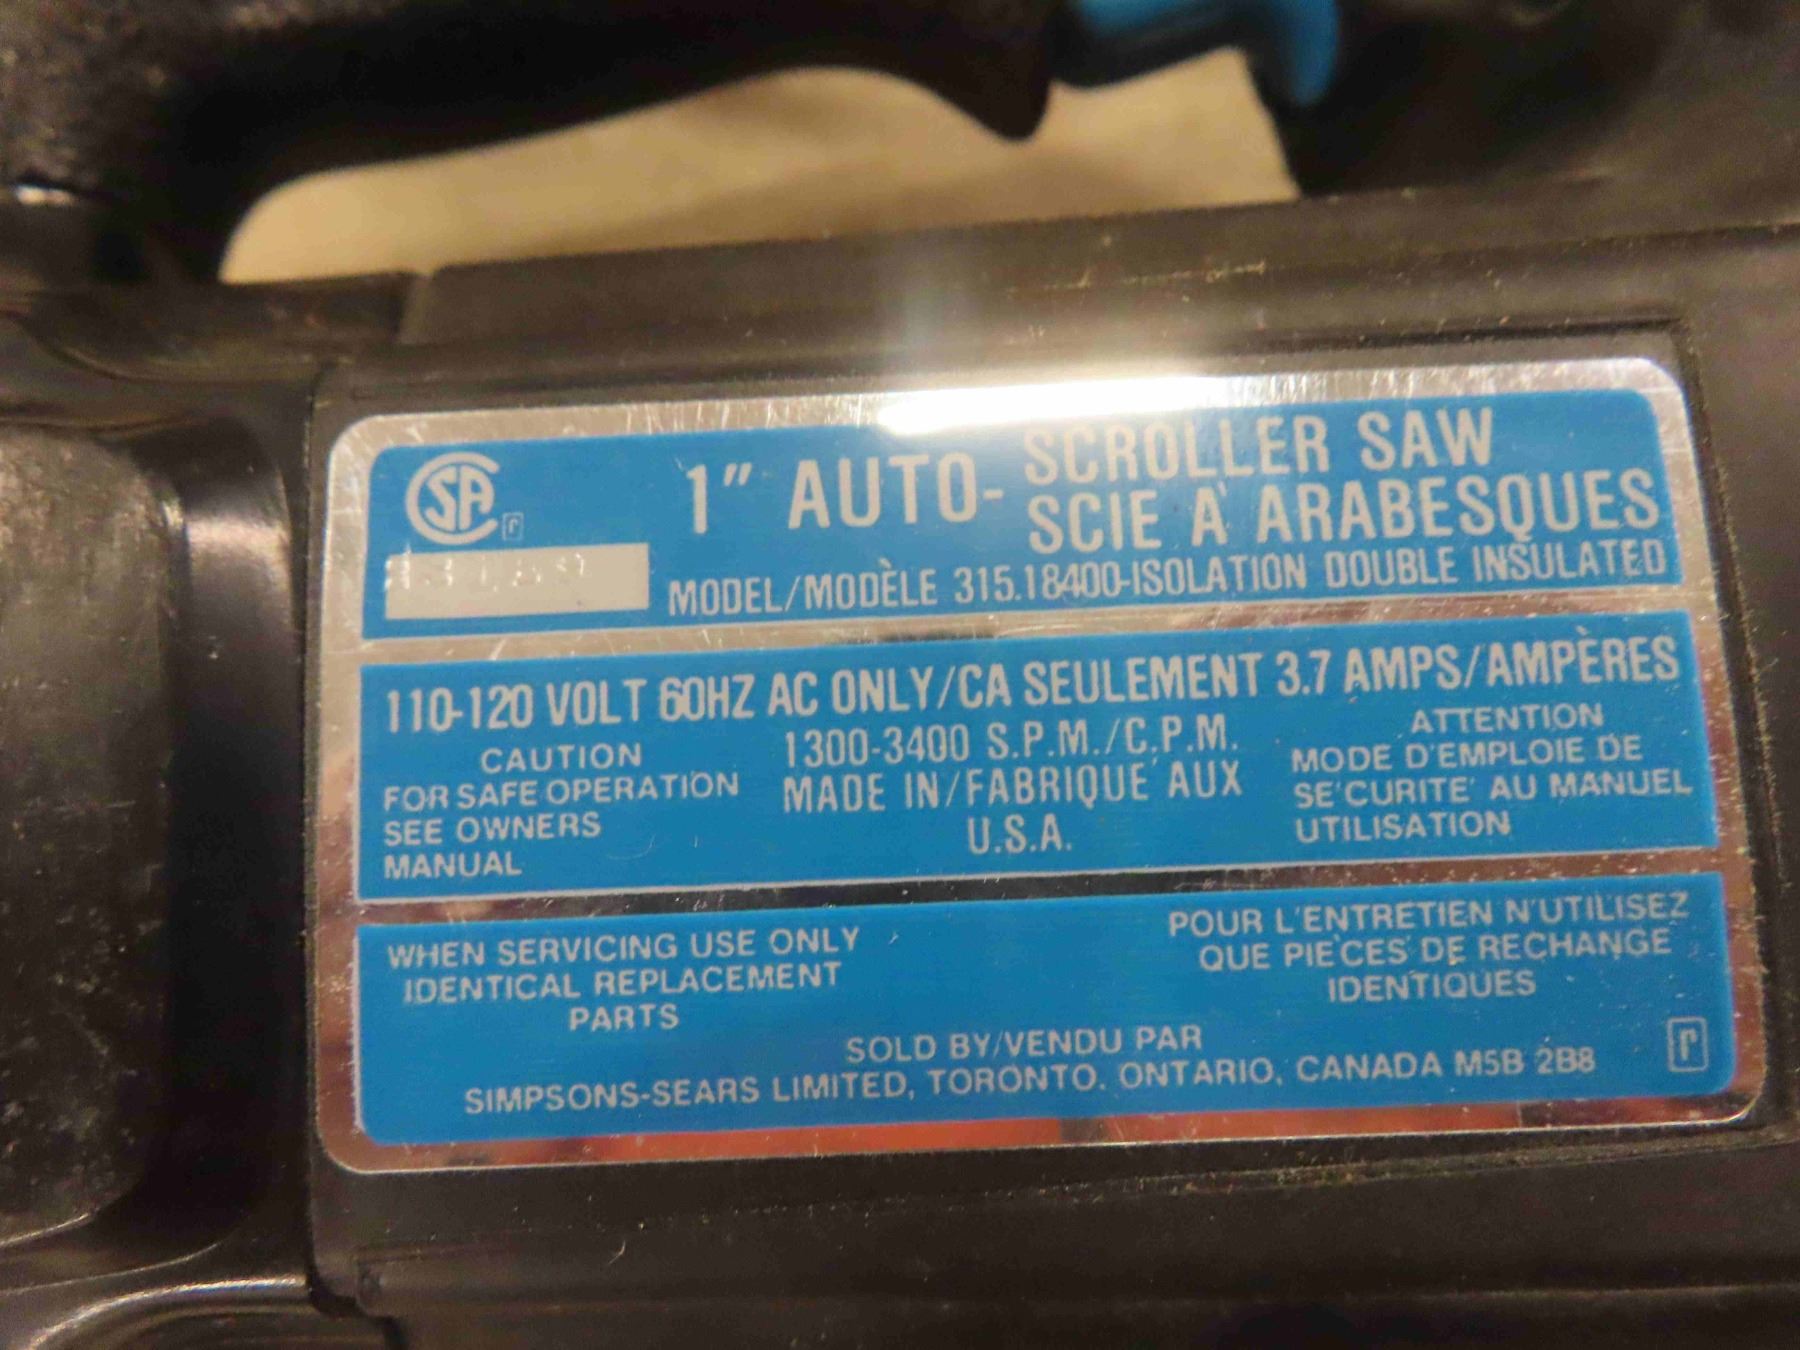 CSA r
1" AUTO- SCROLLER SAW
SCIE À ARABESQUES
MODEL/MODÈLE 315.18400-ISOLATION DOUBLE INSULATED
110-120 VOLT 60HZ AC ONLY/CA SEULEMENT 3.7 AMPS/AMPÈRES
CAUTION
FOR SAFE OPERATION
SEE OWNERS
MANUAL
1300-3400 S.P.M./C.P.M.
MADE IN/FABRIQUE' AUX
U.S.A.
ATTENTION
MODE D'EMPLOIE DE
SE'CURITE' AU MANUEL
UTILISATION
WHEN SERVICING USE ONLY
IDENTICAL REPLACEMENT
PARTS
POUR L'ENTRETIEN N'UTILISEZ
QUE PIÈCES DE RECHANGE
IDENTIQUES
SOLD BY/VENDU PAR
SIMPSONS-SEARS LIMITED, TORONTO. ONTARIO, CANADA M5B 2B8
r